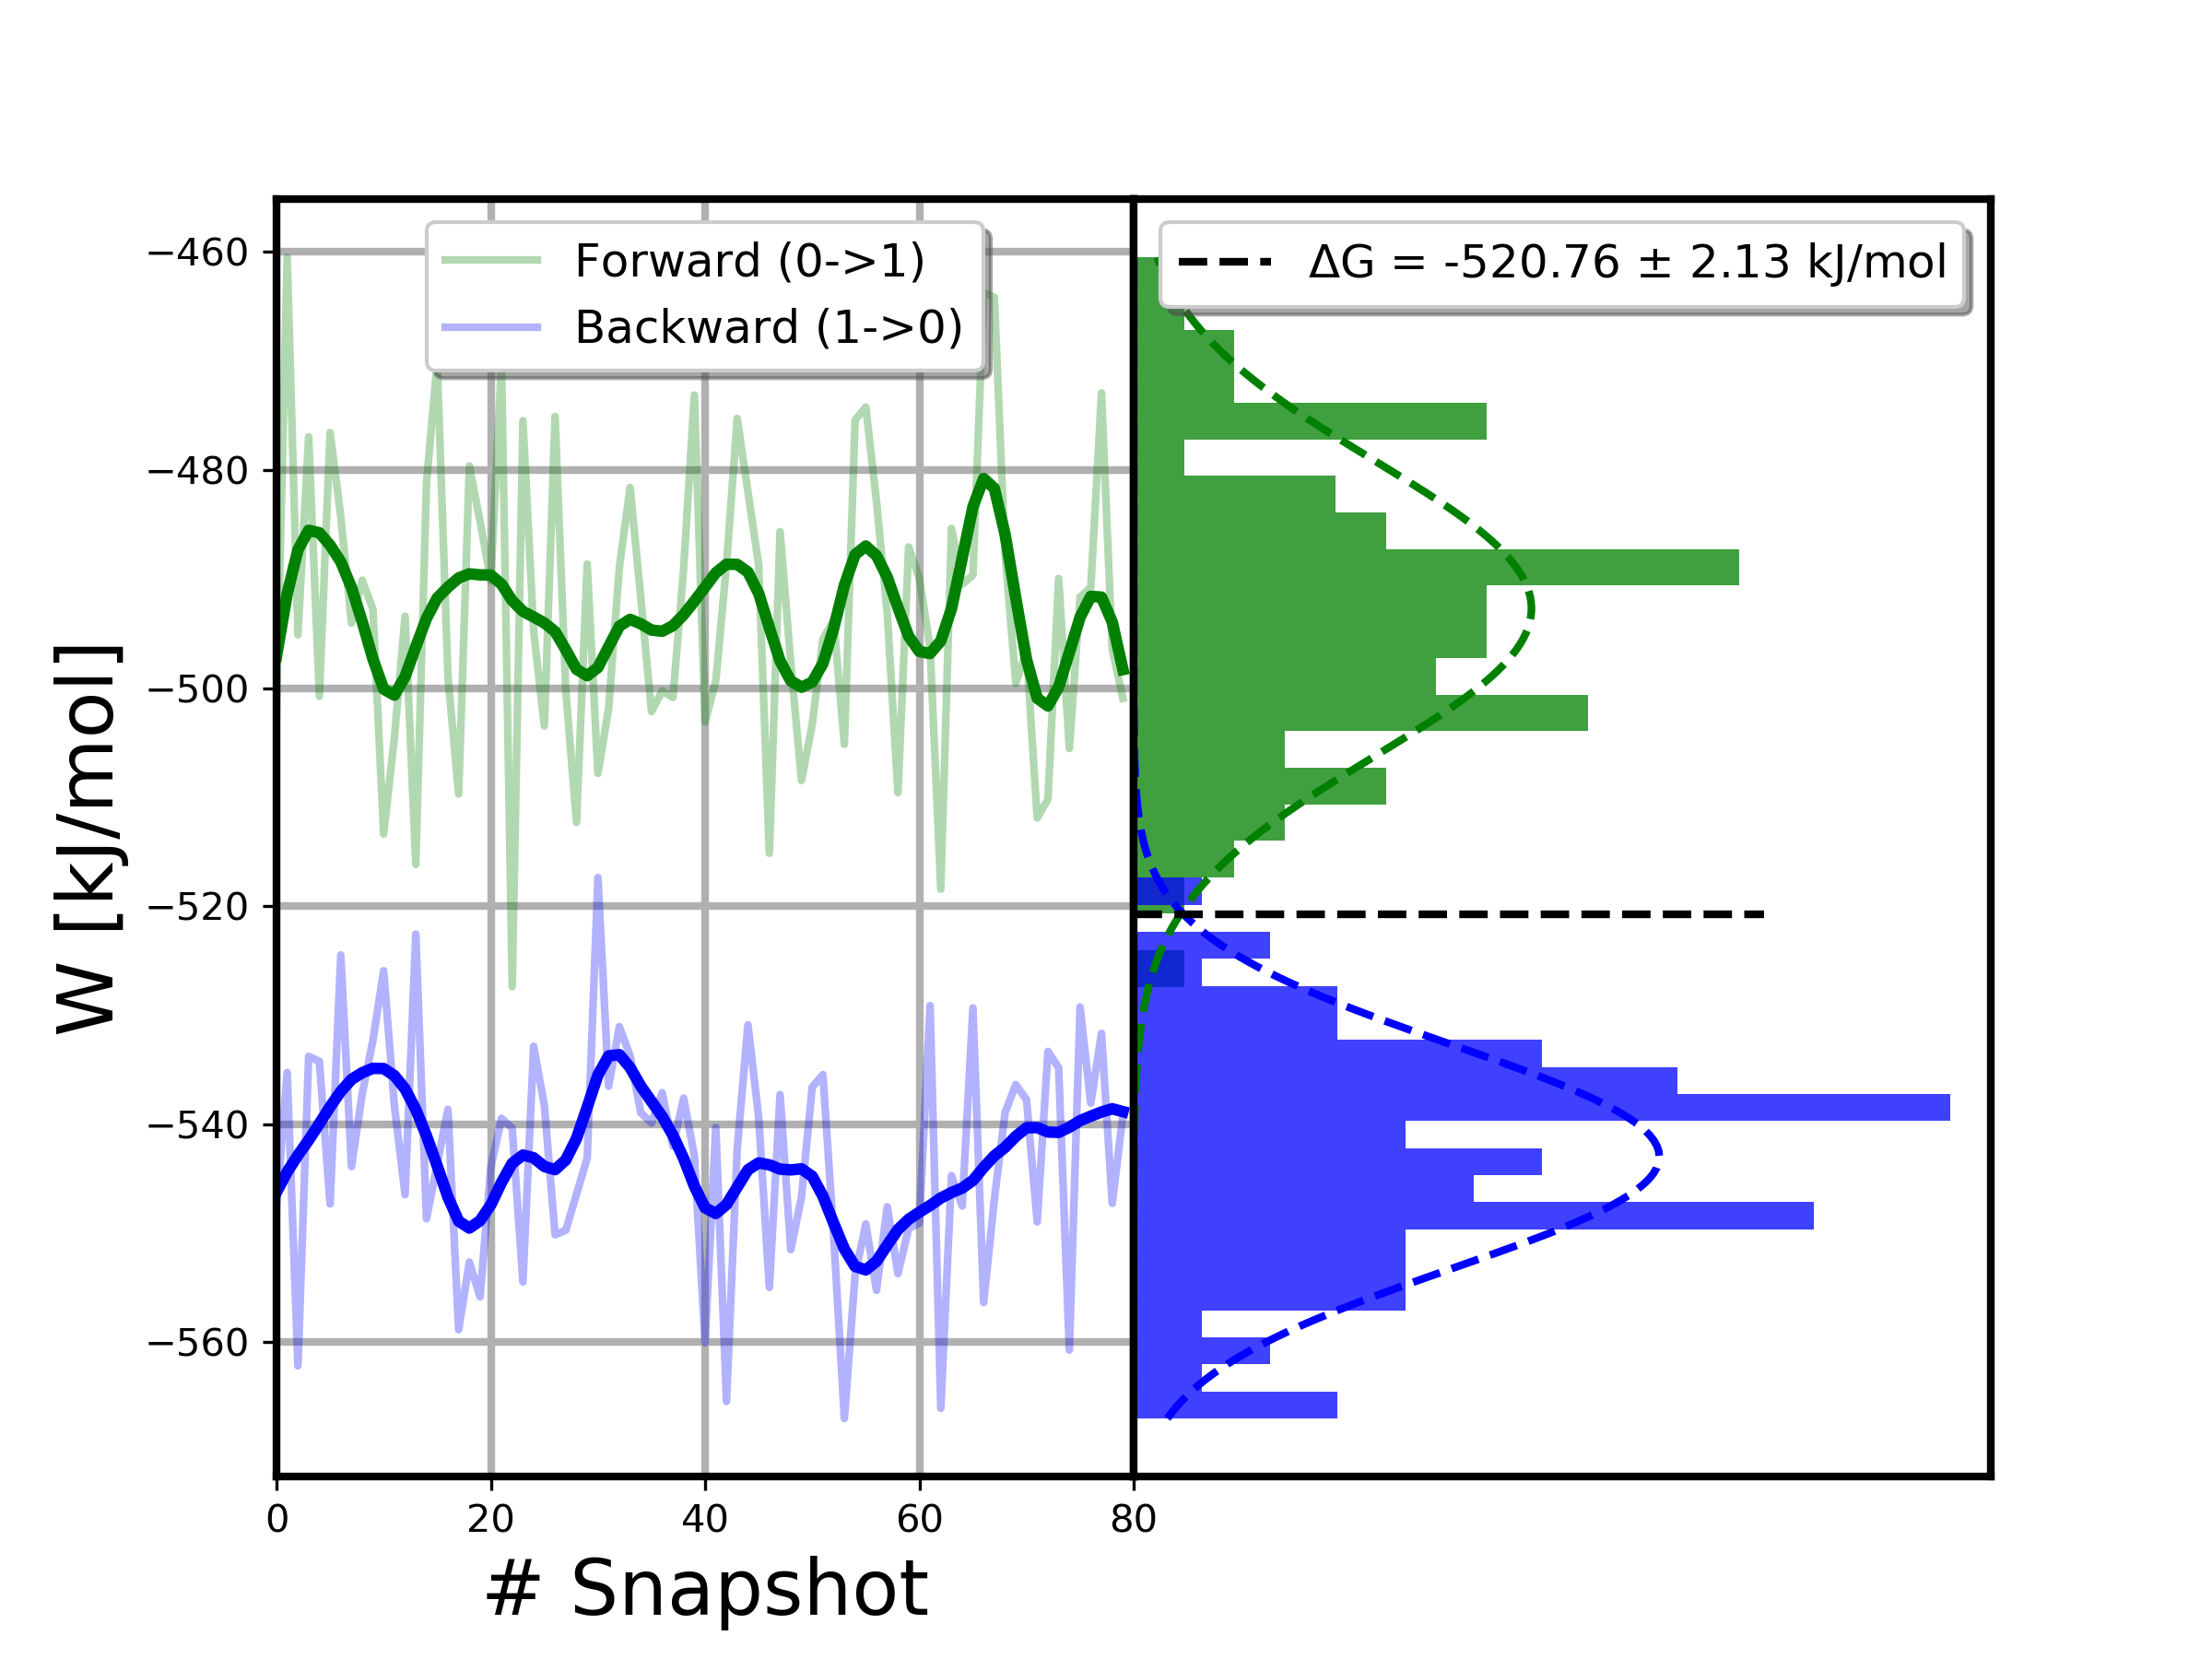 Forward (0->1)
Backward (1->0)
ΔG = -520.76 ± 2.13 kJ/mol
W [kJ/mol]
−460
−480
−500
−520
−540
−560
0 20 40 60 80
# Snapshot